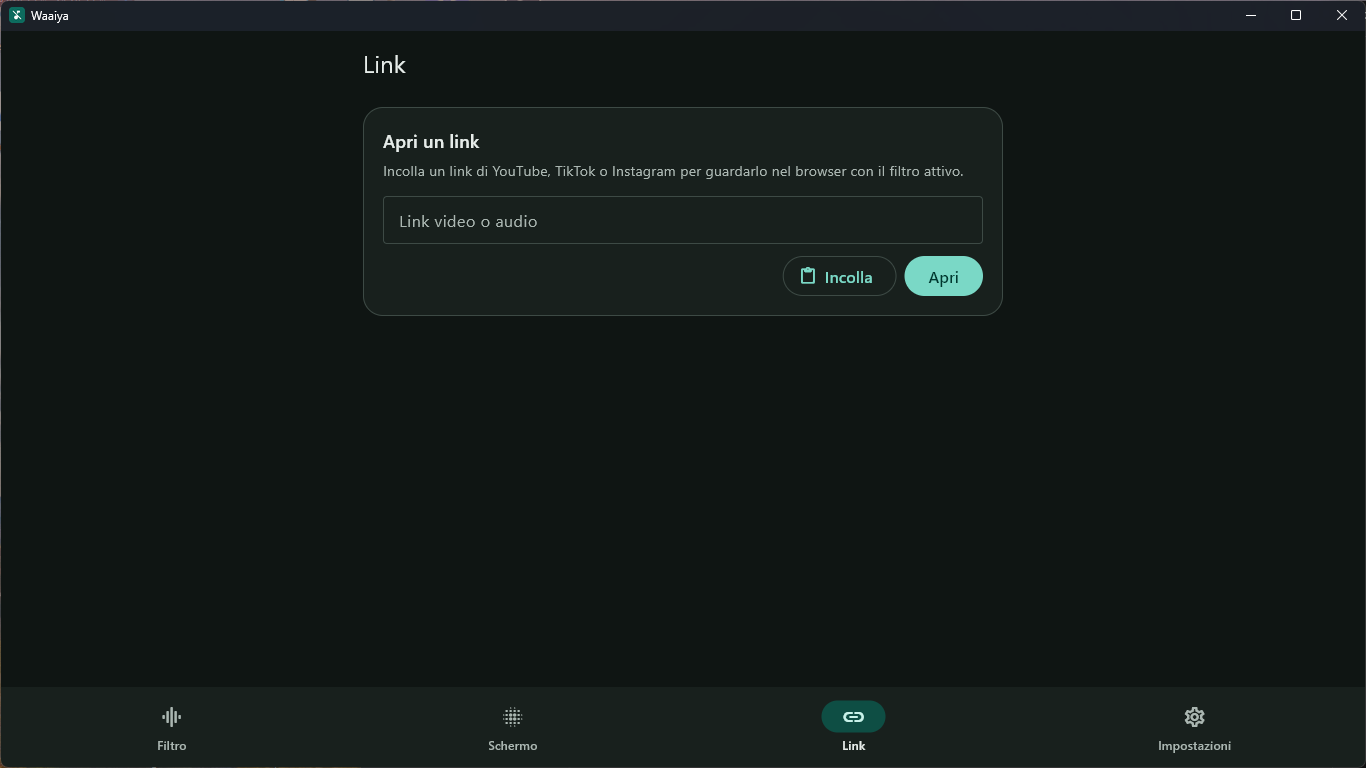 Waaiya
Link
Apri un link
Incolla un link di YouTube, TikTok o Instagram per guardarlo nel browser con il filtro attivo.
Link video o audio
Incolla
Apri
Filtro
Schermo
Link
Impostazioni